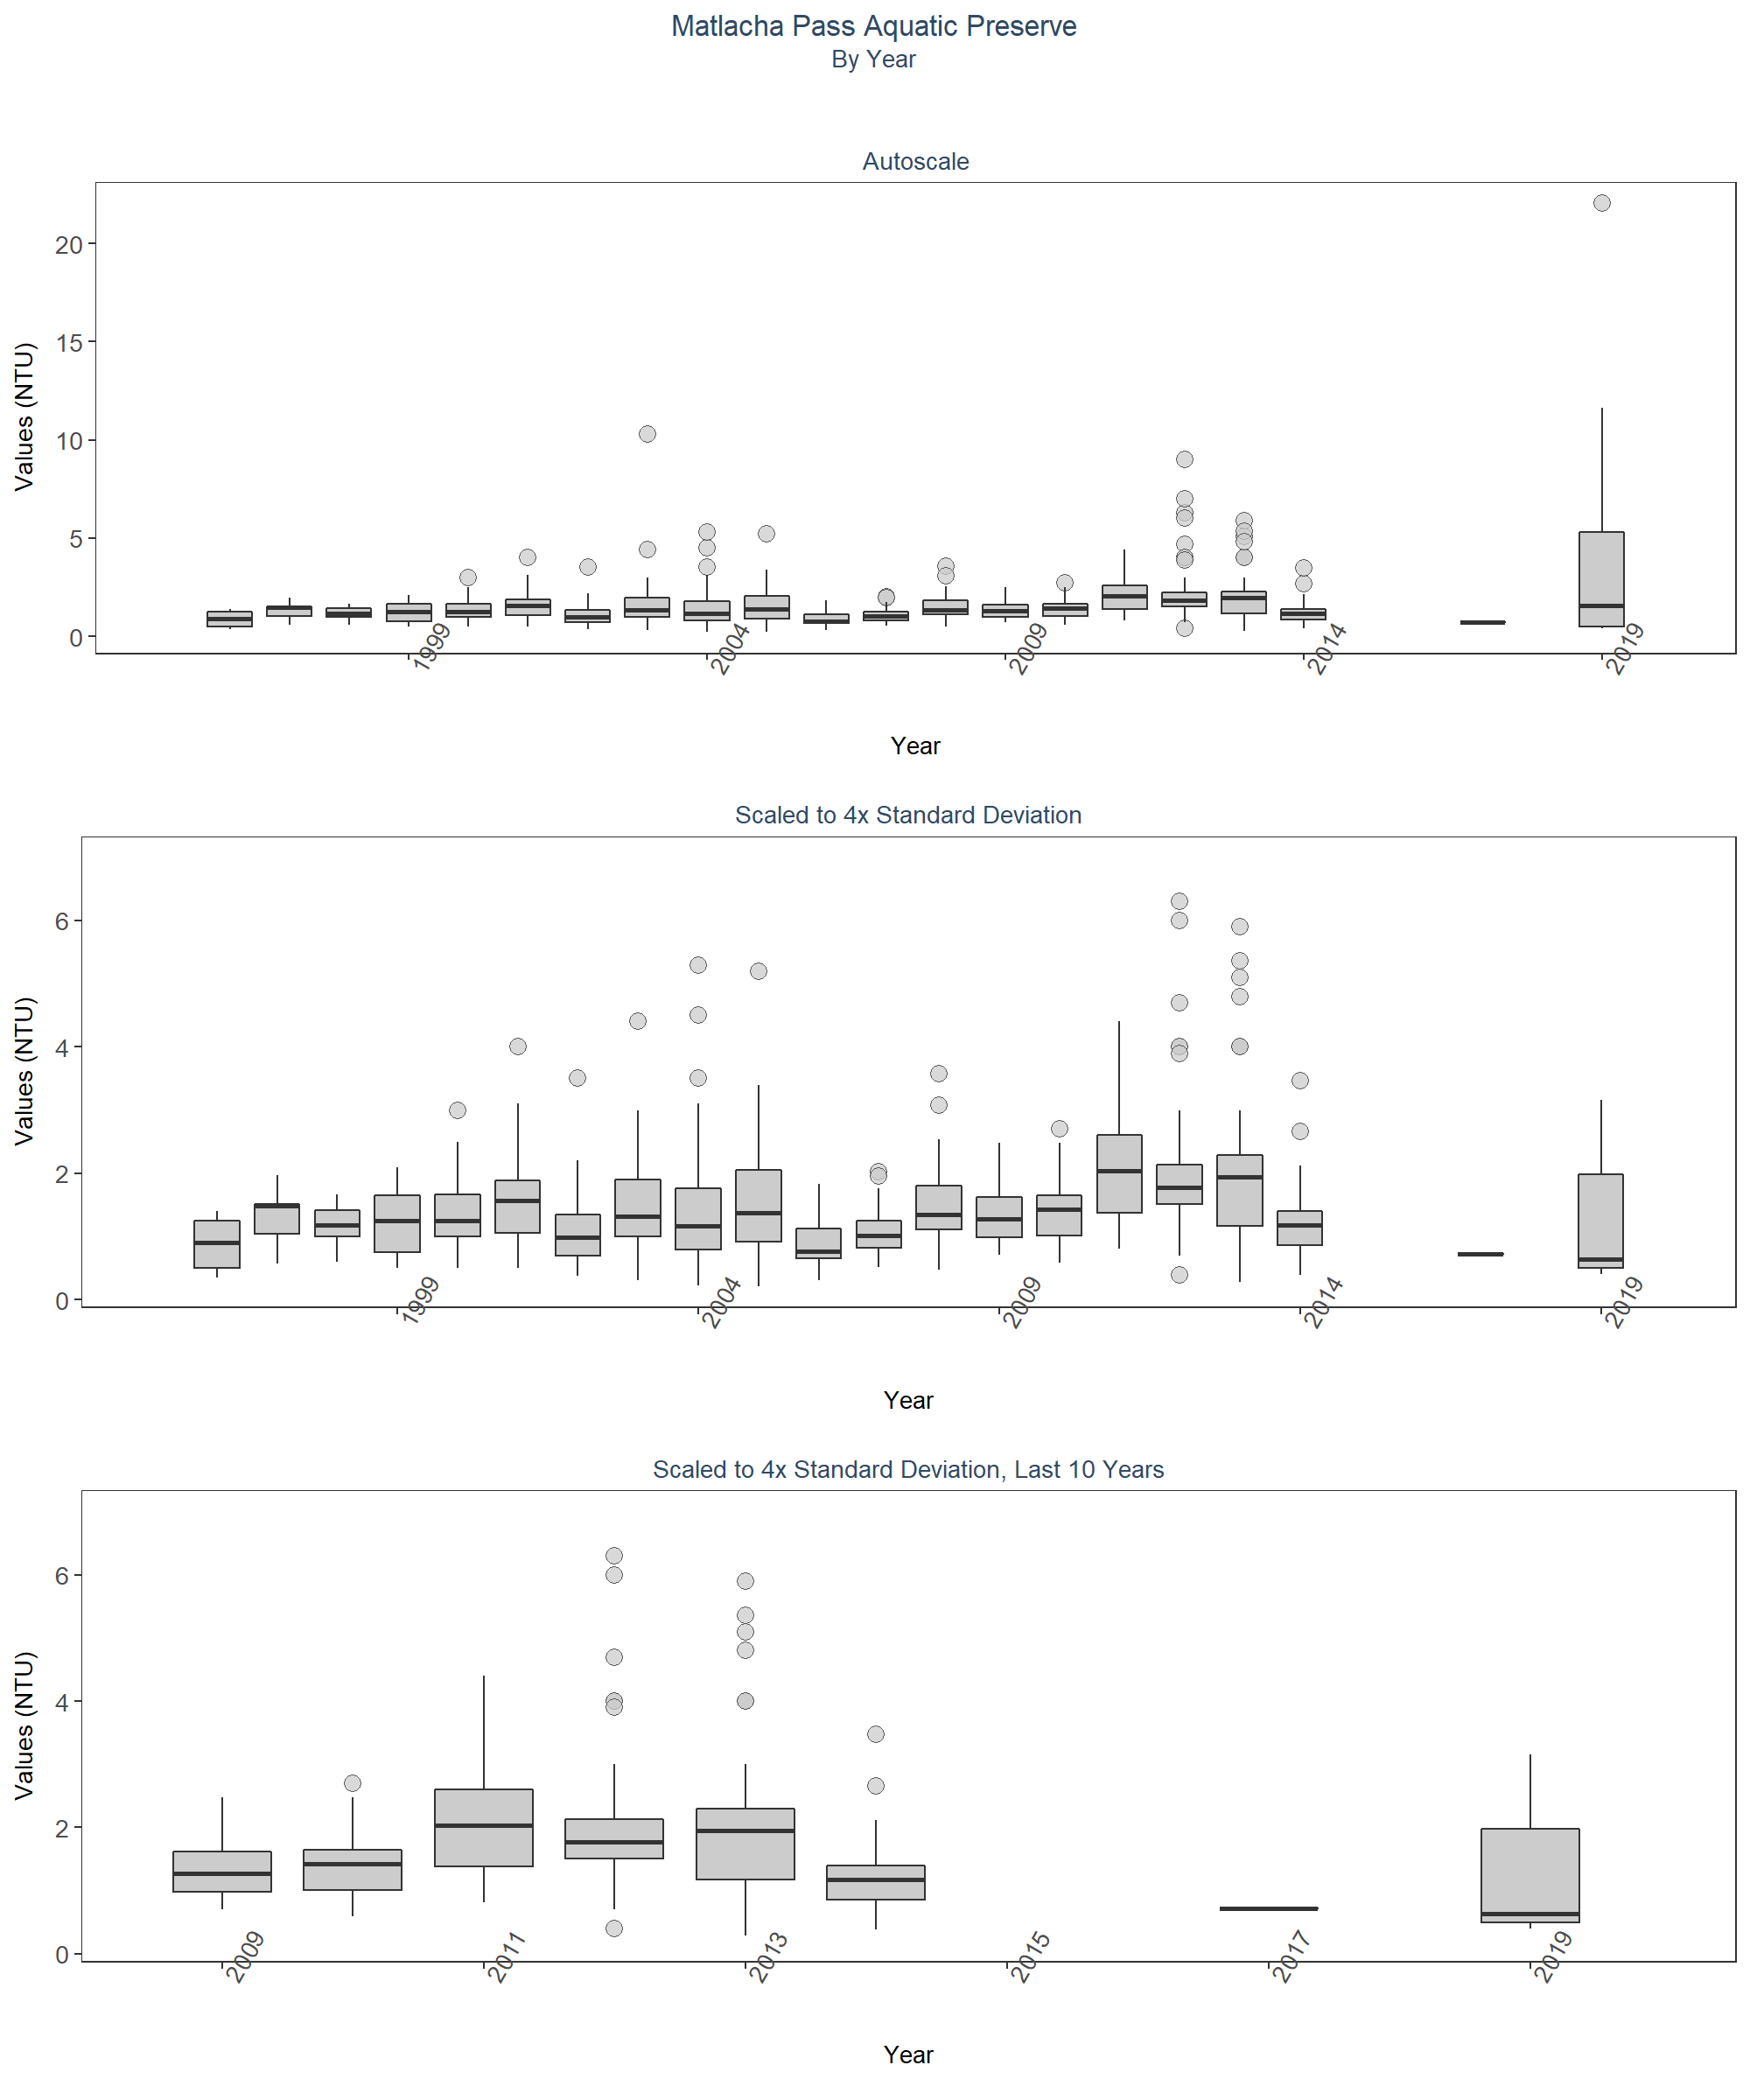 Matlacha Pass Aquatic Preserve
By Year
Autoscale
Values (NTU)
20
15
10
5
0
1999
2004
2009
2014
2019
Year
Scaled to 4x Standard Deviation
Values (NTU)
6
4
2
0
1999
2004
2009
2014
2019
Year
Scaled to 4x Standard Deviation, Last 10 Years
Values (NTU)
6
4
2
0
2009
2011
2013
2015
2017
2019
Year